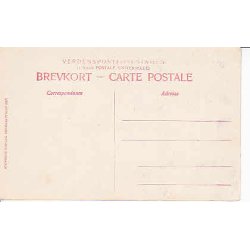 VERDENSPOSTFORENINGEN
(UNION POSTALE UNIVERSELLE)
BREVKORT — CARTE POSTALE
Correspondance Adresse